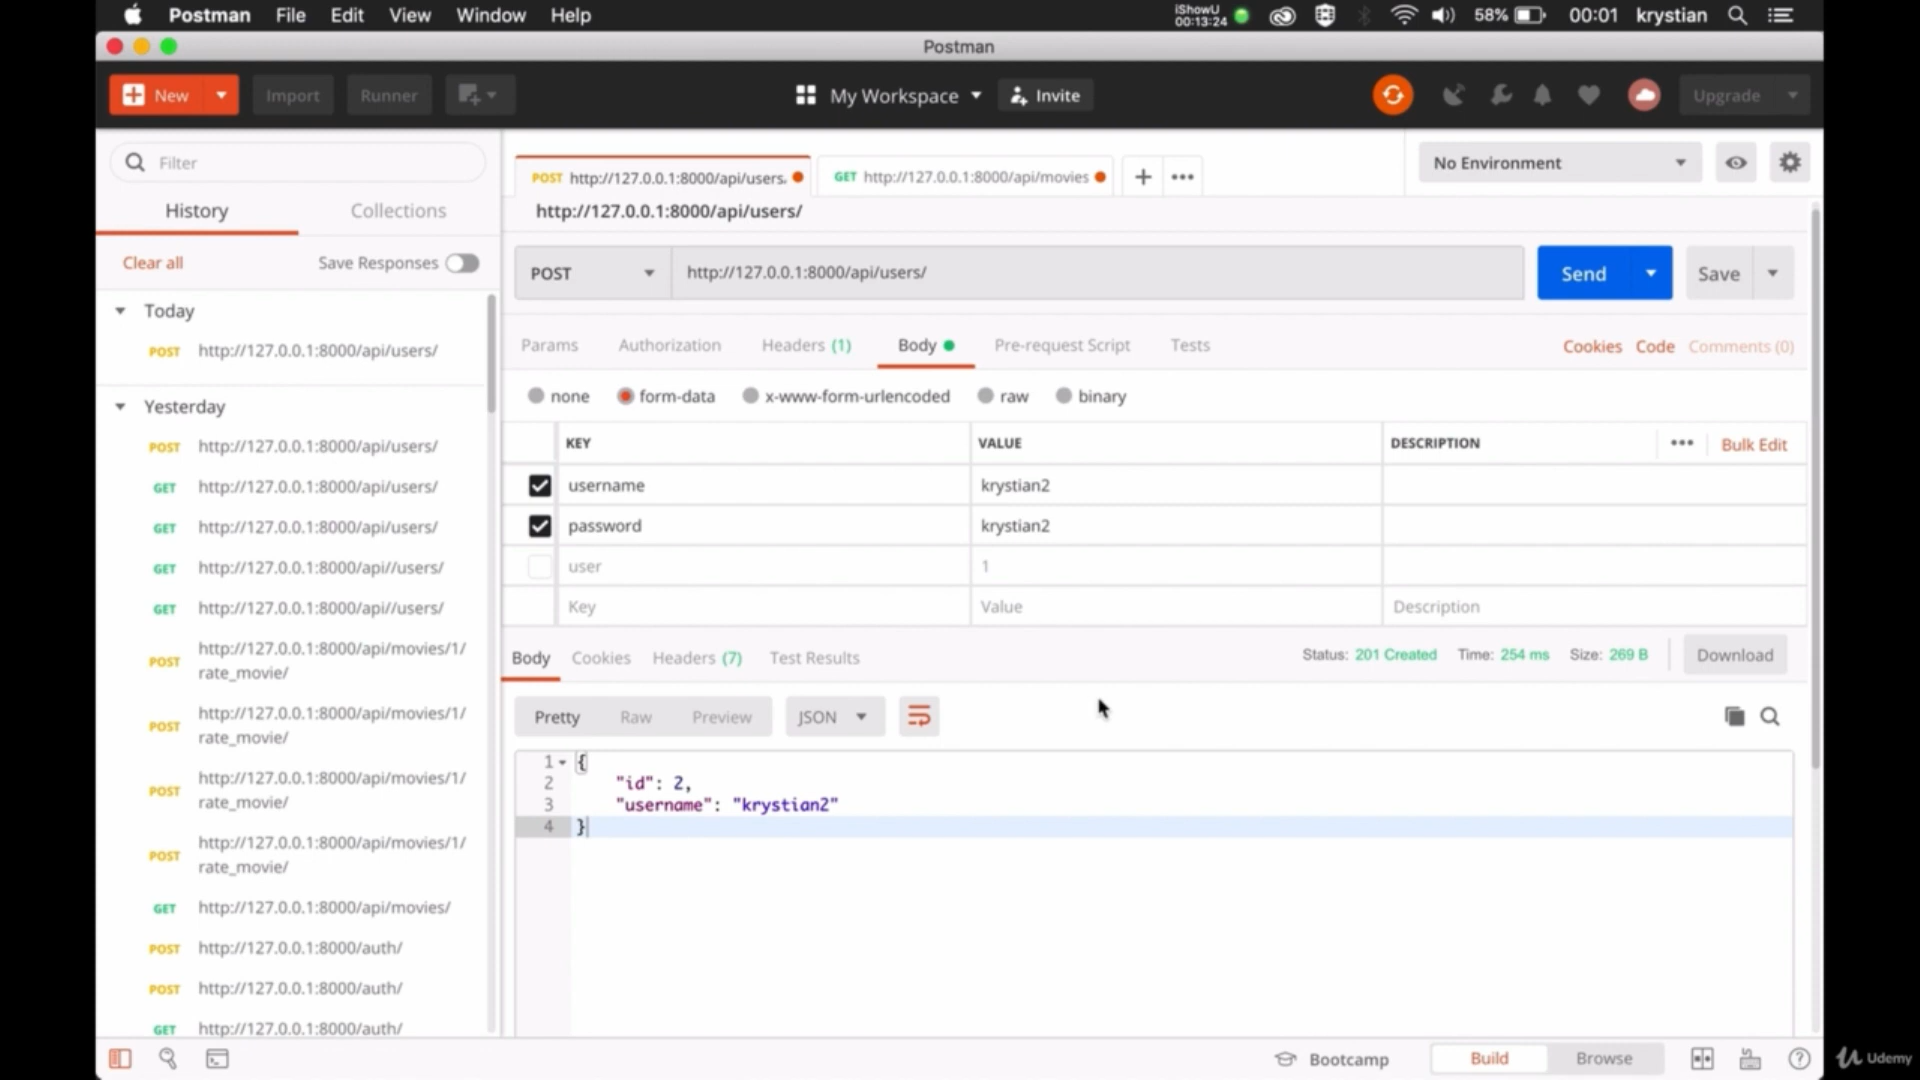 Postman File Edit View Window Help iShowU 00:13:24 58% 00:01 krystian
Postman
New Import Runner My Workspace Invite Upgrade
Filter
History Collections
Clear all Save Responses
Today
POST http://127.0.0.1:8000/api/users/
Yesterday
POST http://127.0.0.1:8000/api/users/
GET http://127.0.0.1:8000/api/users/
GET http://127.0.0.1:8000/api/users/
GET http://127.0.0.1:8000/api//users/
GET http://127.0.0.1:8000/api//users/
POST http://127.0.0.1:8000/api/movies/1/
rate_movie/
POST http://127.0.0.1:8000/api/movies/1/
rate_movie/
POST http://127.0.0.1:8000/api/movies/1/
rate_movie/
POST http://127.0.0.1:8000/api/movies/1/
rate_movie/
GET http://127.0.0.1:8000/api/movies/
POST http://127.0.0.1:8000/auth/
POST http://127.0.0.1:8000/auth/
GET http://127.0.0.1:8000/auth/
POST http://127.0.0.1:8000/api/users. GET http://127.0.0.1:8000/api/movies + ••• No Environment
http://127.0.0.1:8000/api/users/
POST http://127.0.0.1:8000/api/users/ Send Save
Params Authorization Headers (1) Body Pre-request Script Tests Cookies Code Comments (0)
none form-data x-www-form-urlencoded raw binary
KEY VALUE DESCRIPTION ••• Bulk Edit
username krystian2
password krystian2
user 1
Key Value Description
Body Cookies Headers (7) Test Results Status: 201 Created Time: 254 ms Size: 269 B Download
Pretty Raw Preview JSON
1 {
2 "id": 2,
3 "username": "krystian2"
4 }
Bootcamp Build Browse ? Udemy